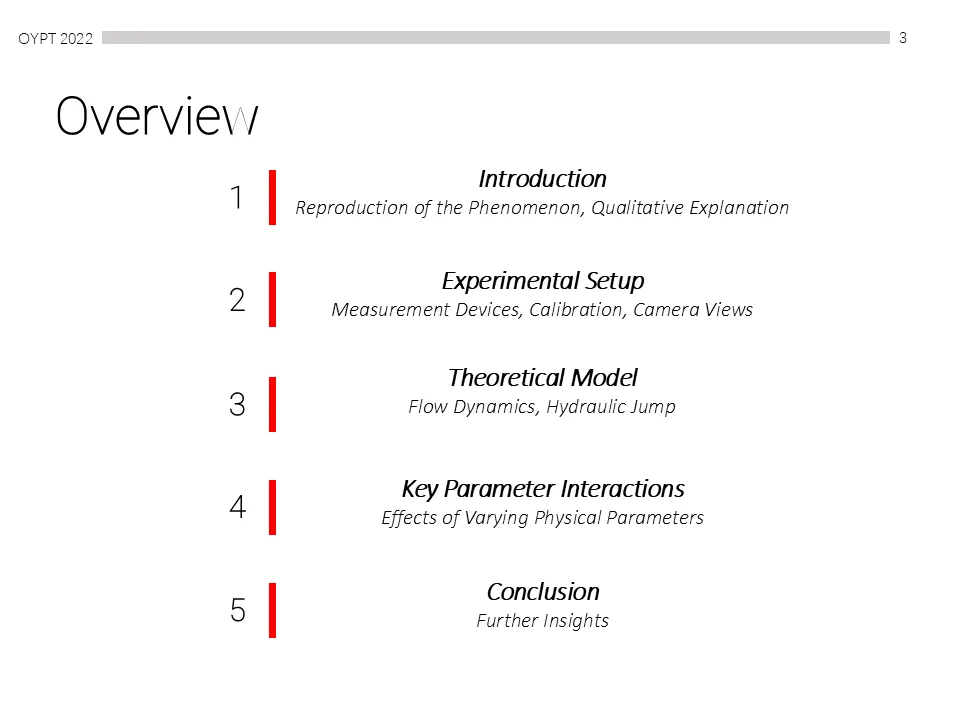 OYPT 2022
3
Overview
1
Introduction
Reproduction of the Phenomenon, Qualitative Explanation
2
Experimental Setup
Measurement Devices, Calibration, Camera Views
3
Theoretical Model
Flow Dynamics, Hydraulic Jump
4
Key Parameter Interactions
Effects of Varying Physical Parameters
5
Conclusion
Further Insights